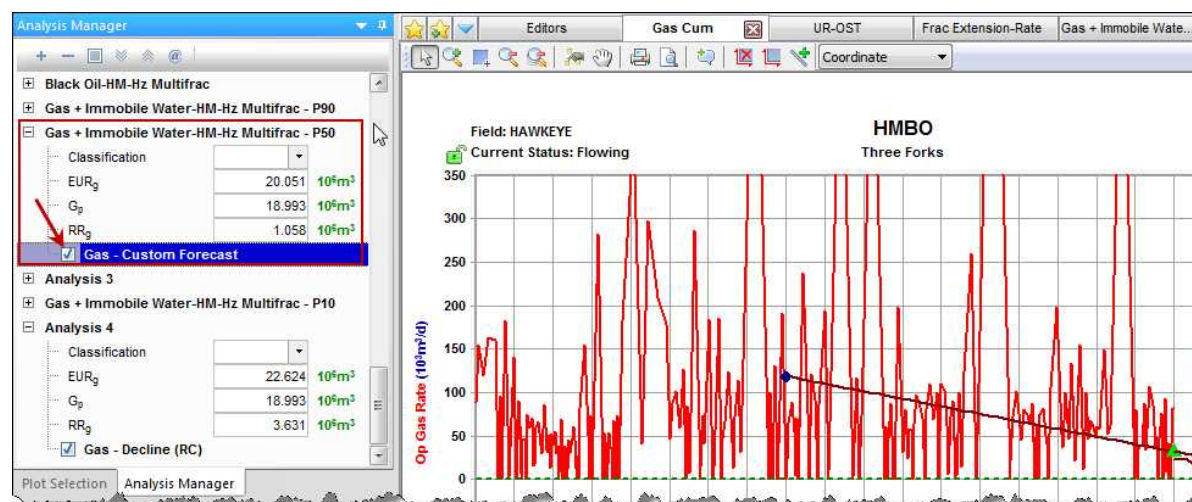 Analysis Manager
@
Black Oil-HM-Hz Multifrac
Gas + Immobile Water-HM-Hz Multifrac - P90
Gas + Immobile Water-HM-Hz Multifrac - P50
Classification
EURg 20.051 10⁶m³
Gp 18.993 10⁶m³
RRg 1.058 10⁶m³
Gas - Custom Forecast
Analysis 3
Gas + Immobile Water-HM-Hz Multifrac - P10
Analysis 4
Classification
EURg 22.624 10⁶m³
Gp 18.993 10⁶m³
RRg 3.631 10⁶m³
Gas - Decline (RC)
Plot Selection Analysis Manager
Editors Gas Cum UR-OST Frac Extension-Rate Gas + Immobile Wate...
Coordinate
Field: HAWKEYE
Current Status: Flowing
HMBO
Three Forks
Op Gas Rate (10³m³/d)
350
300
250
200
150
100
50
0